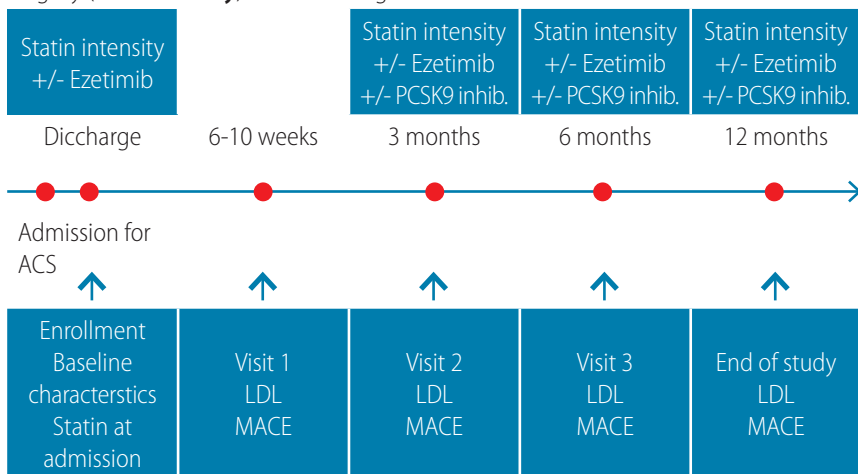 Statin intensity
+/- Ezetimib
Statin intensity
+/- Ezetimib
+/- PCSK9 inhib.
Statin intensity
+/- Ezetimib
+/- PCSK9 inhib.
Statin intensity
+/- Ezetimib
+/- PCSK9 inhib.
Diccharge
6-10 weeks
3 months
6 months
12 months
Admission for
ACS
Enrollment
Baseline
characterstics
Statin at
admission
Visit 1
LDL
MACE
Visit 2
LDL
MACE
Visit 3
LDL
MACE
End of study
LDL
MACE